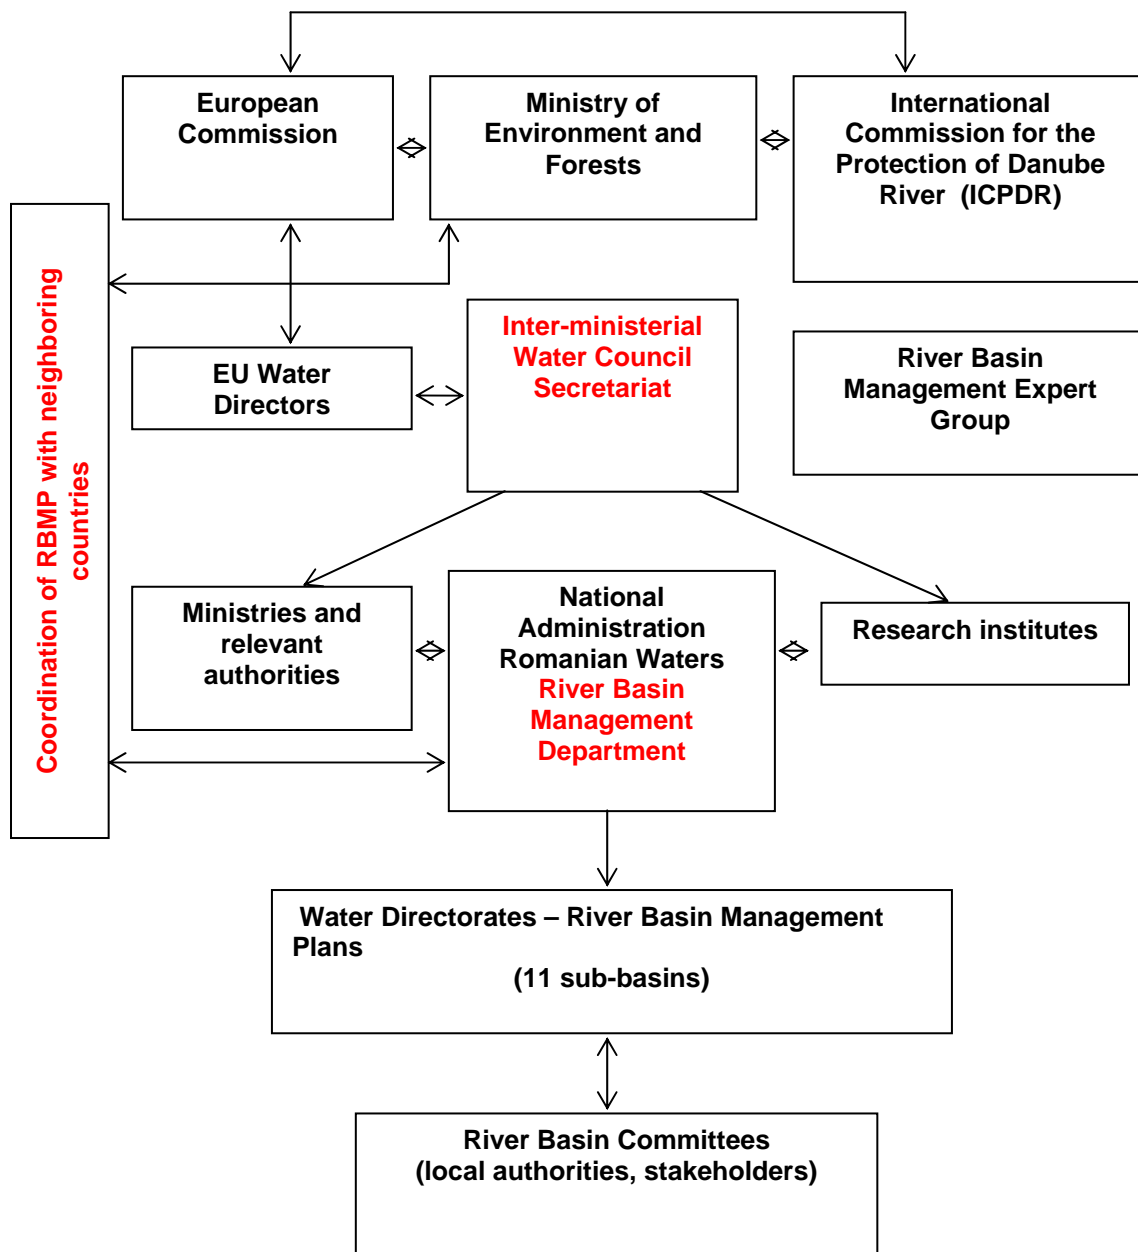 European
Commission
Ministry of
Environment and
Forests
International
Commission for the
Protection of Danube
River (ICPDR)
Coordination of RBMP with neighboring
countries
EU Water
Directors
Inter-ministerial
Water Council
Secretariat
River Basin
Management Expert
Group
Ministries and
relevant
authorities
National
Administration
Romanian Waters
River Basin
Management
Department
Research institutes
Water Directorates – River Basin Management
Plans
(11 sub-basins)
River Basin Committees
(local authorities, stakeholders)